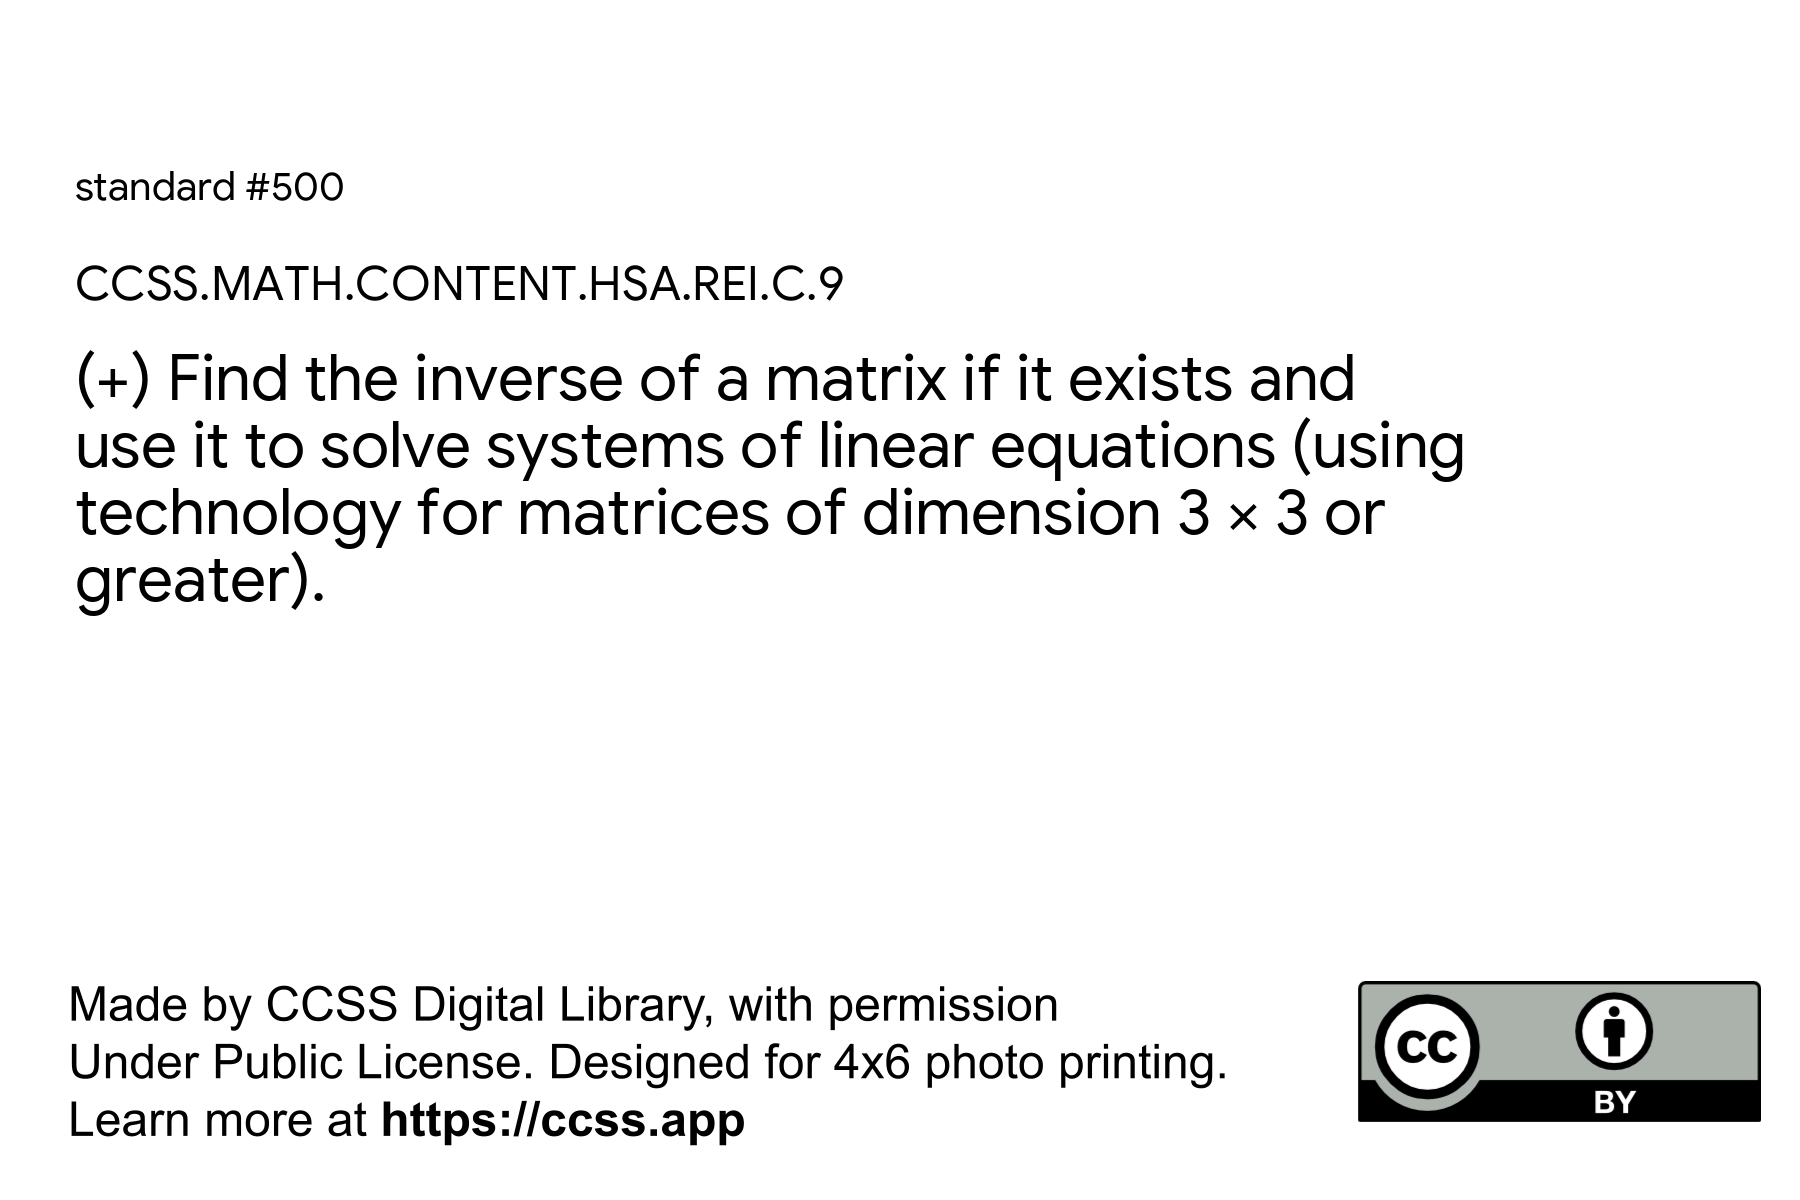 standard #500
CCSS.MATH.CONTENT.HSA.REI.C.9
(+) Find the inverse of a matrix if it exists and
use it to solve systems of linear equations (using
technology for matrices of dimension 3 × 3 or
greater).
Made by CCSS Digital Library, with permission
Under Public License. Designed for 4x6 photo printing.
Learn more at https://ccss.app
cc
BY